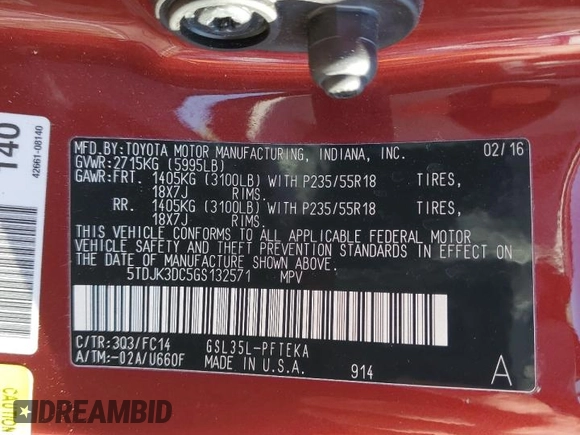 140
42661-08140
MFD.BY:TOYOTA MOTOR MANUFACTURING, INDIANA, INC. 02/16
GVWR:2715KG (5995LB)
GAWR:FRT. 1405KG (3100LB) WITH P235/55R18 TIRES,
18X7J RIMS.
RR. 1405KG (3100LB) WITH P235/55R18 TIRES,
18X7J RIMS.
THIS VEHICLE CONFORMS TO ALL APPLICABLE FEDERAL MOTOR
VEHICLE SAFETY AND THEFT PREVENTION STANDARDS IN EFFECT ON
THE DATE OF MANUFACTURE SHOWN ABOVE.
5TDJK3DC5GS132571 MPV
C/TR:3Q3/FC14 GSL35L-PFTEKA
A/TM:-02A/U660F MADE IN U.S.A. 914 A
CAUTION
DREAMBID